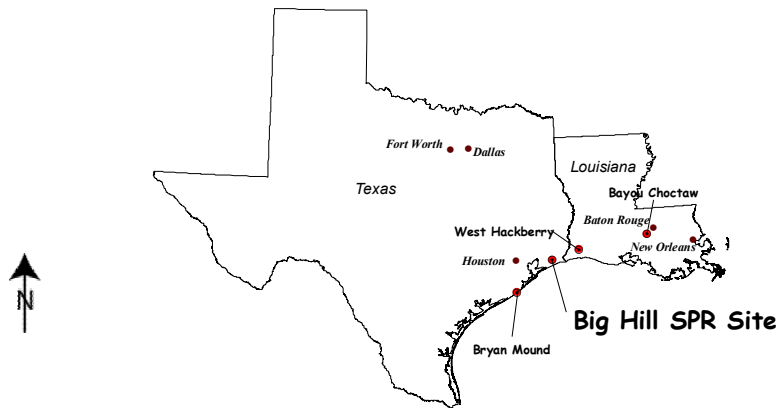 Fort Worth
Dallas
Louisiana
Texas
Bayou Choctaw
Baton Rouge
West Hackberry
New Orleans
Houston
N
Big Hill SPR Site
Bryan Mound